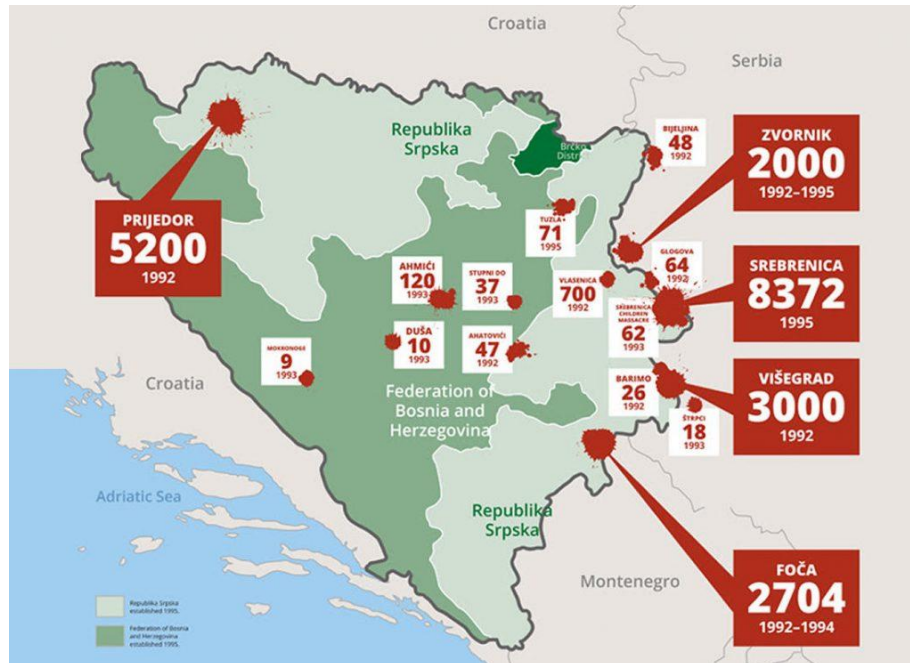 Croatia
Serbia
Republika
Srpska
Brčko
Distr
BIJELJINA
48
1992
ZVORNIK
2000
1992–1995
PRIJEDOR
5200
1992
TUZLA
71
1995
AHMIĆI
120
1993
STUPNI DO
37
1993
VLASENICA
700
1992
GLOGOVA
64
1992
SREBRENICA
8372
1995
SREBRENICA
CHILDREN
MASSACRE
62
1993
DUŠA
10
1993
AHATOVIĆI
47
1992
MOKRONOGE
9
1993
Croatia
BARIMO
26
1992
VIŠEGRAD
3000
1992
ŠTRPCI
18
1993
Federation of
Bosnia and
Herzegovina
Adriatic Sea
Republika
Srpska
Montenegro
FOČA
2704
1992–1994
Republika Srpska
established 1995.
Federation of Bosnia
and Herzegovina
established 1995.